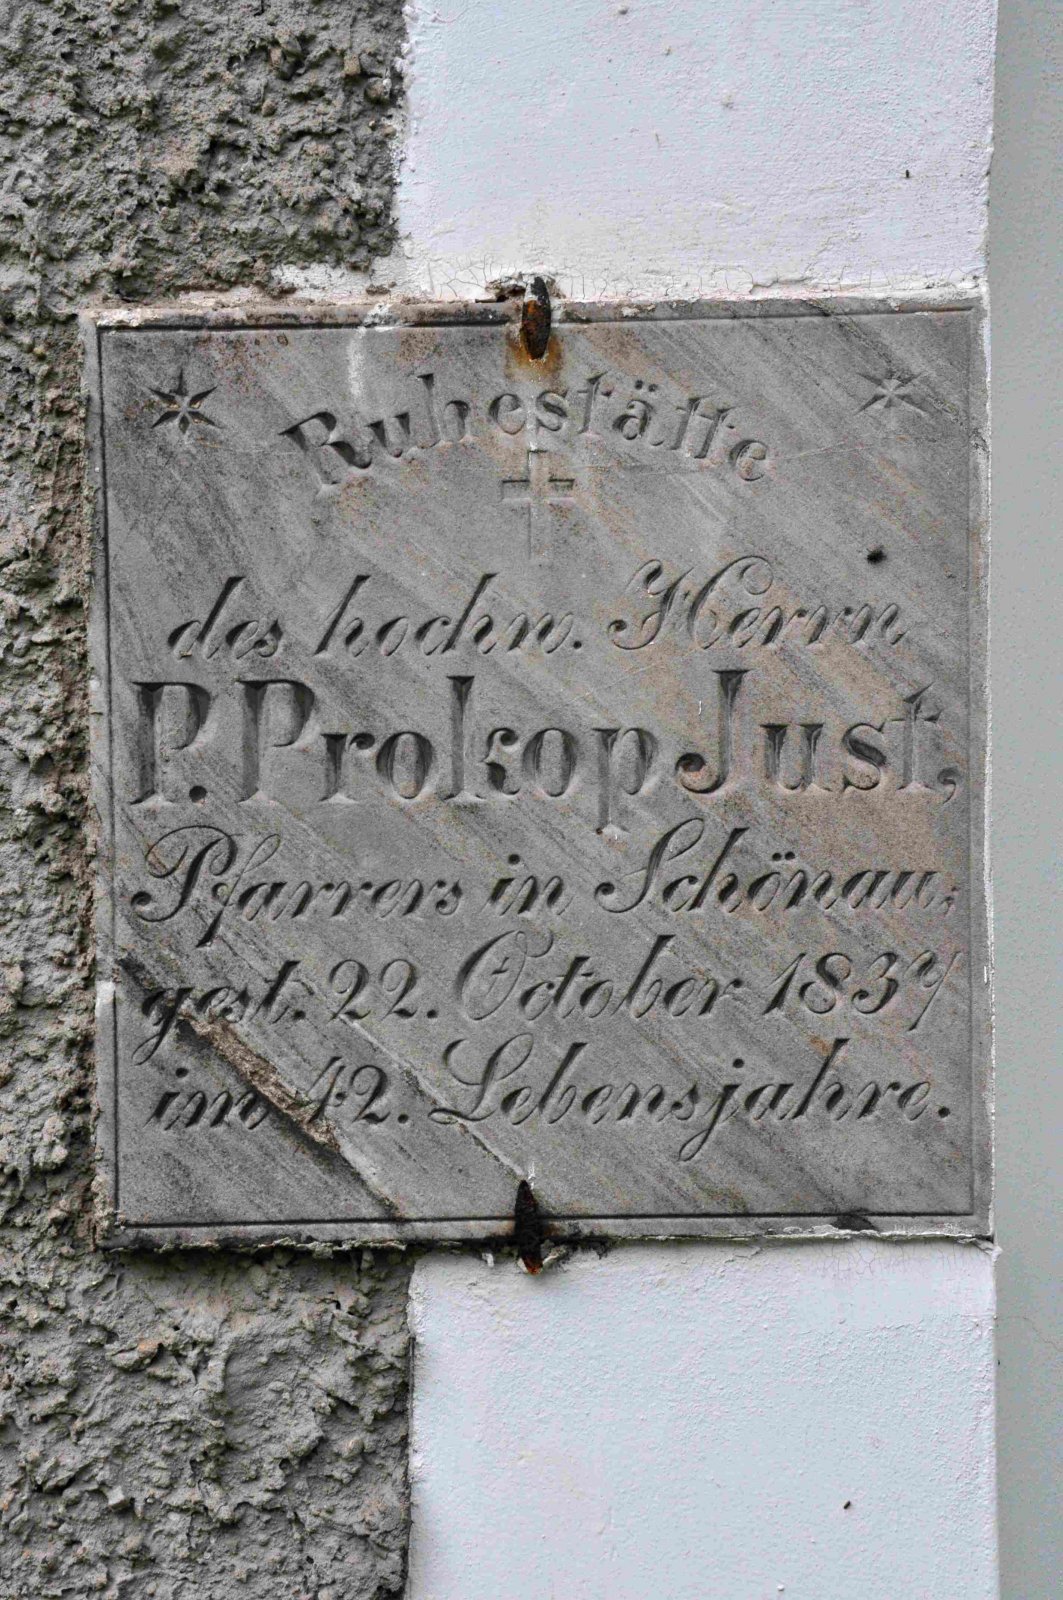 Ruhestätte
des hochw. Herrn
P. Prokop Just,
Pfarrers in Schönau;
gest. 22. October 1837
im 42. Lebensjahre.